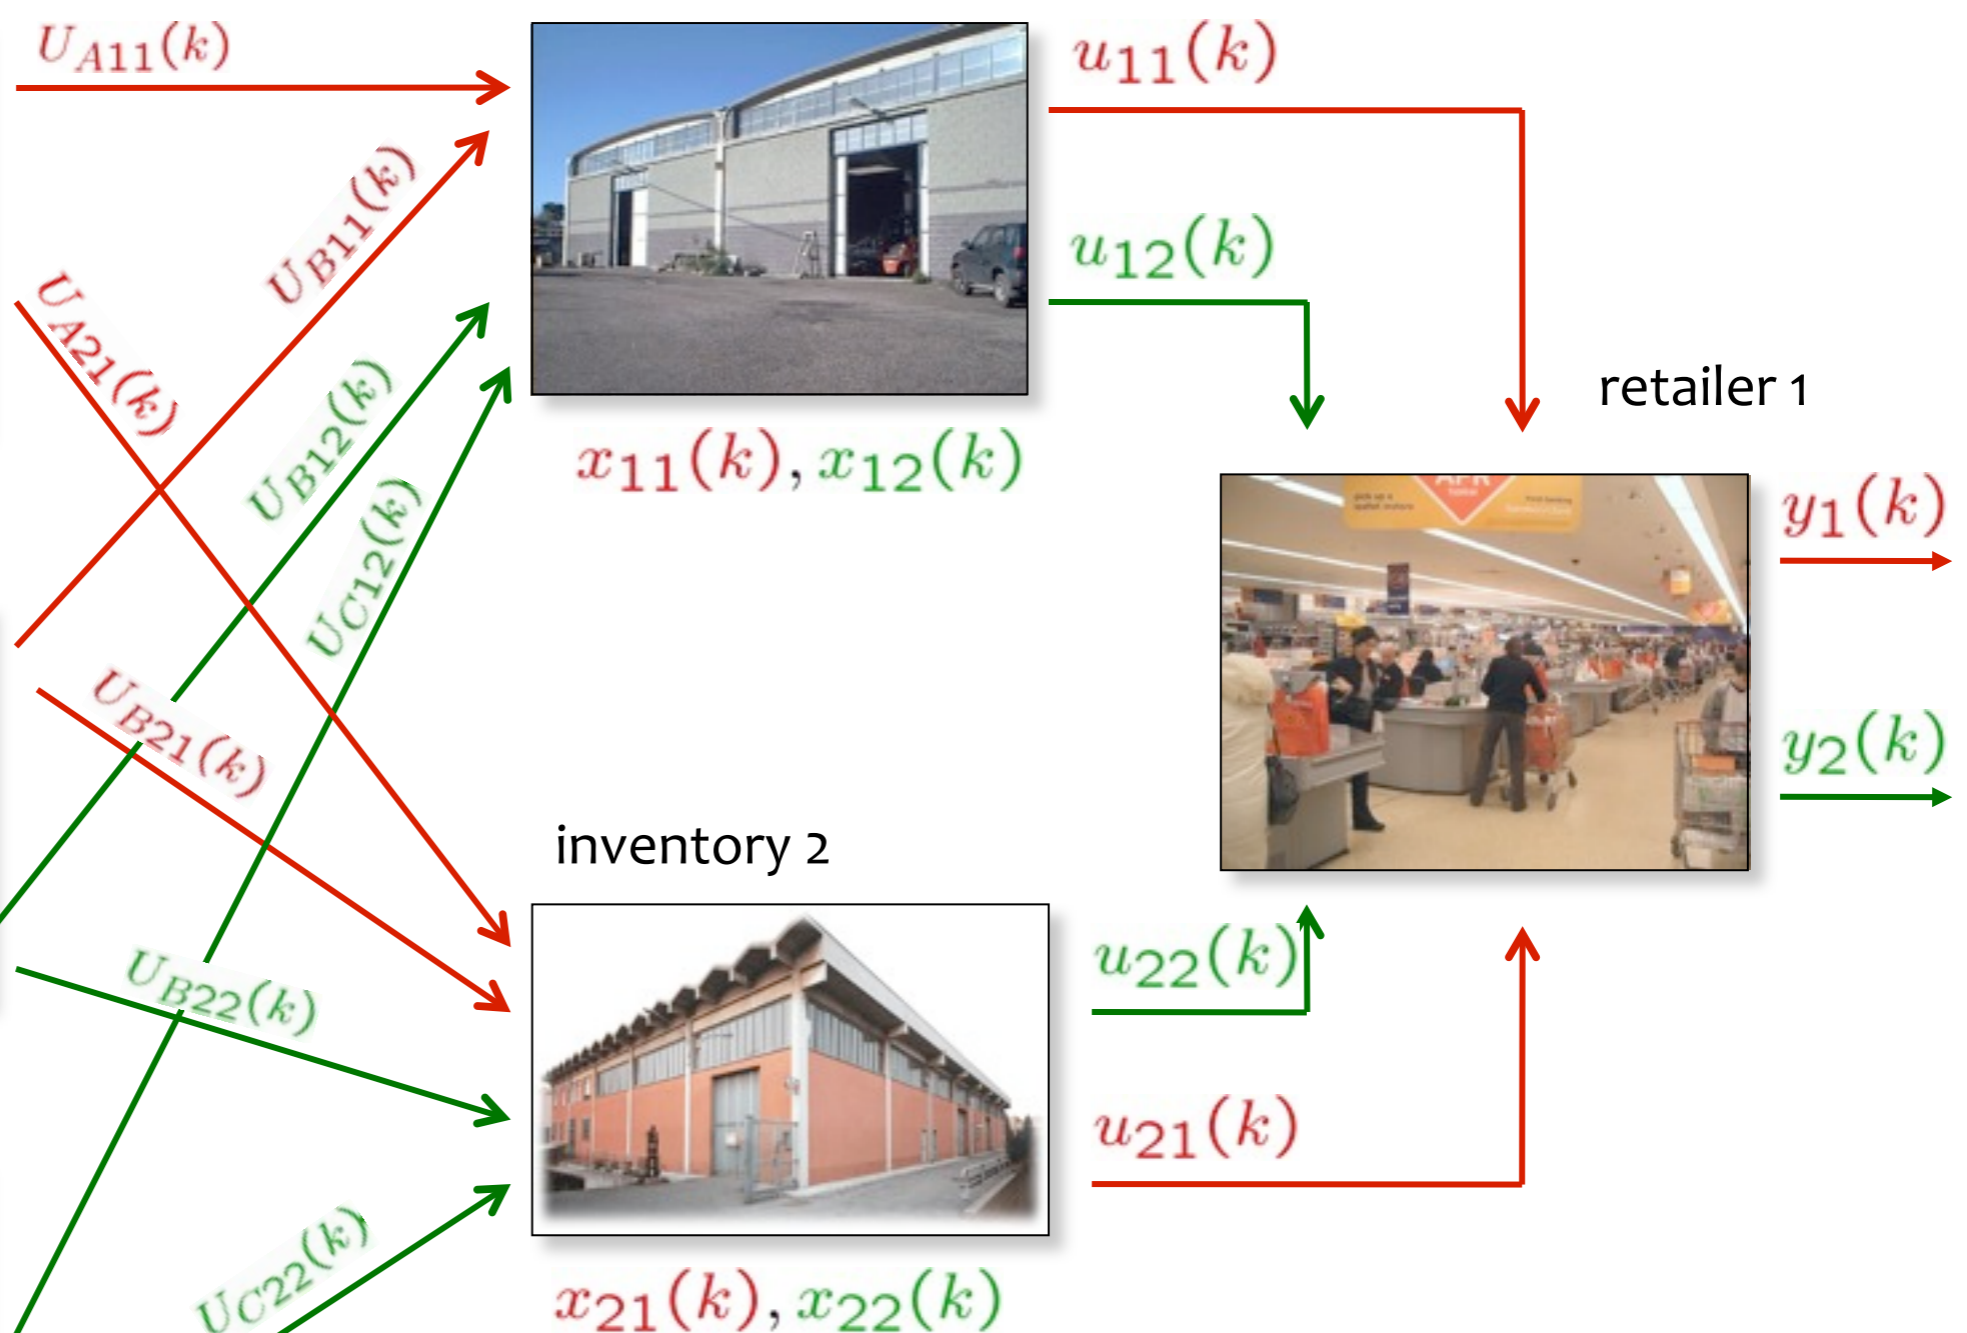 U_{A11}(k)
u_{11}(k)
U_{B11}(k)
u_{12}(k)
U_{A21}(k)
U_{B12}(k)
retailer 1
x_{11}(k), x_{12}(k)
U_{C12}(k)
y_1(k)
U_{B21}(k)
y_2(k)
inventory 2
U_{B22}(k)
u_{22}(k)
u_{21}(k)
U_{C22}(k)
x_{21}(k), x_{22}(k)